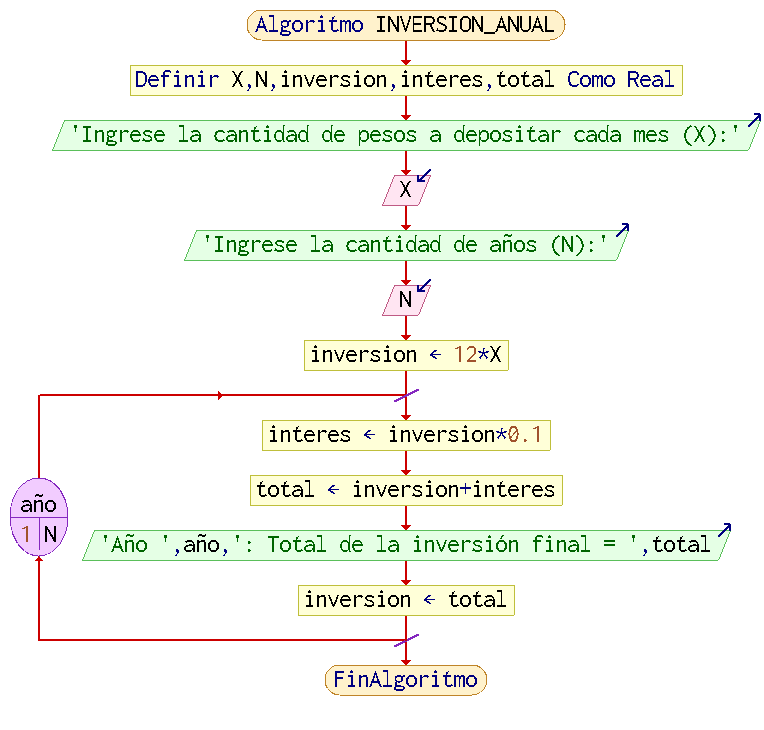 Algoritmo INVERSION_ANUAL
Definir X,N,inversion,interes,total Como Real
'Ingrese la cantidad de pesos a depositar cada mes (X):'
X
'Ingrese la cantidad de años (N):'
N
inversion ← 12*X
interes ← inversion*0.1
total ← inversion+interes
año
1 N
'Año ',año,': Total de la inversión final = ',total
inversion ← total
FinAlgoritmo